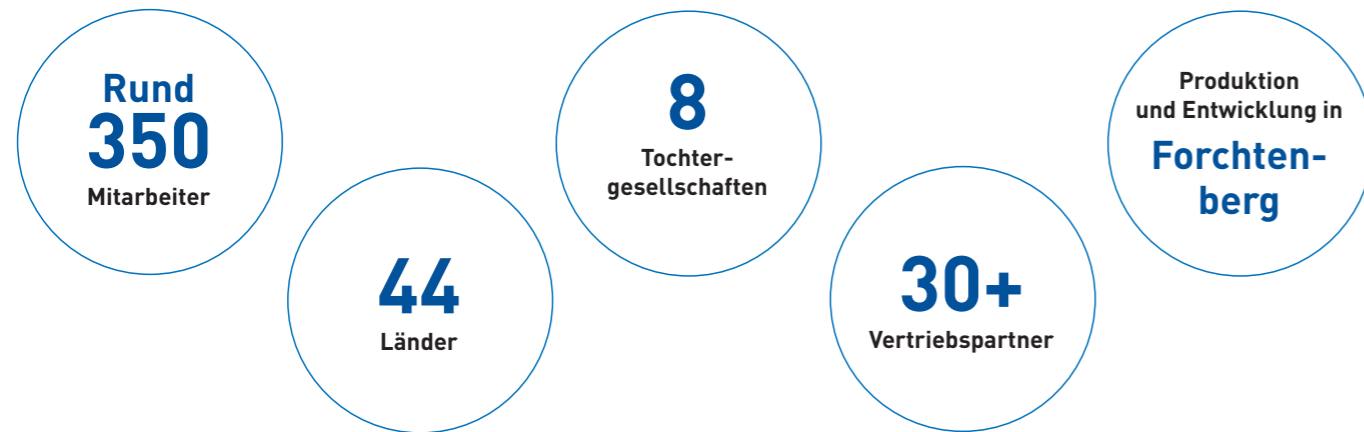 Rund
350
Mitarbeiter
44
Länder
8
Tochter-
gesellschaften
30+
Vertriebspartner
Produktion
und Entwicklung in
Forchten-
berg